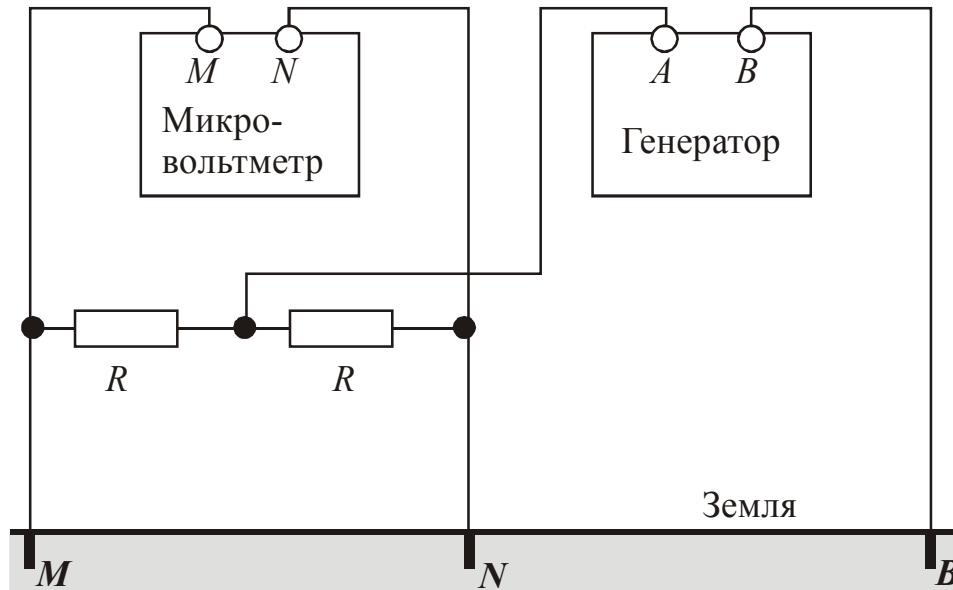 M N
Микро-
вольтметр
A B
Генератор
R R
Земля
M N B